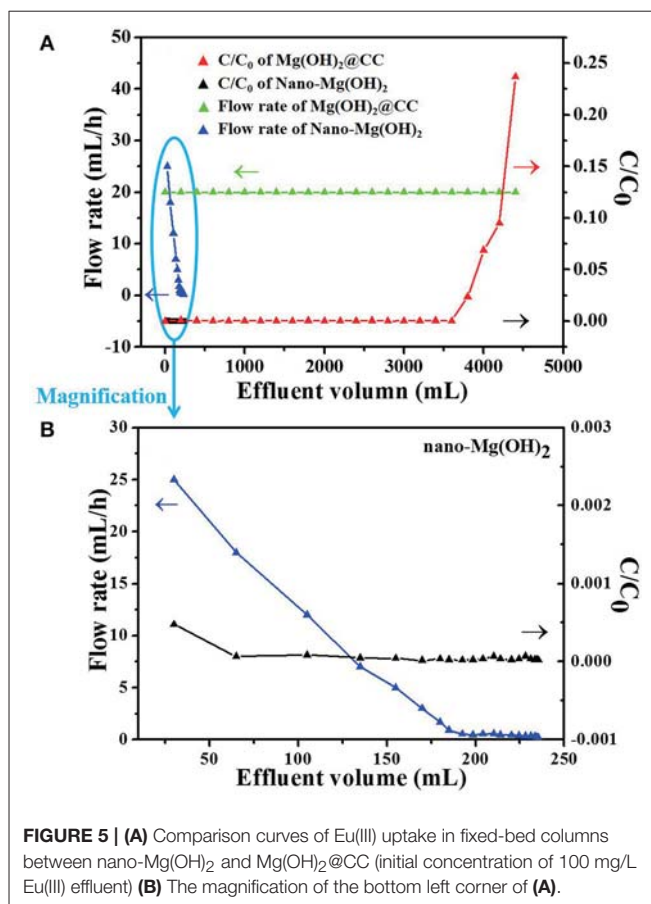 A
50
40
30
20
10
0
-10
Flow rate (mL/h)
C/C₀ of Mg(OH)₂@CC
C/C₀ of Nano-Mg(OH)₂
Flow rate of Mg(OH)₂@CC
Flow rate of Nano-Mg(OH)₂
0.25
0.20
0.15
0.10
0.05
0.00
C/C₀
0 1000 2000 3000 4000 5000
Effluent volumn (mL)
Magnification
B
30
25
20
15
10
5
0
Flow rate (mL/h)
nano-Mg(OH)₂
0.003
0.002
0.001
0.000
-0.001
C/C₀
50 100 150 200 250
Effluent volume (mL)
FIGURE 5 | (A) Comparison curves of Eu(III) uptake in fixed-bed columns
between nano-Mg(OH)₂ and Mg(OH)₂@CC (initial concentration of 100 mg/L
Eu(III) effluent) (B) The magnification of the bottom left corner of (A).